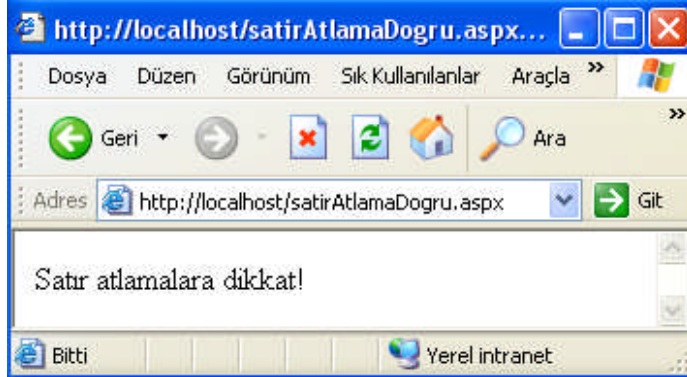 http://localhost/satirAtlamaDogru.aspx...
Dosya Düzen Görünüm Sık Kullanılanlar Araçla »
Geri Ara »
Adres http://localhost/satirAtlamaDogru.aspx Git
Satır atlamalara dikkat!
Bitti Yerel intranet